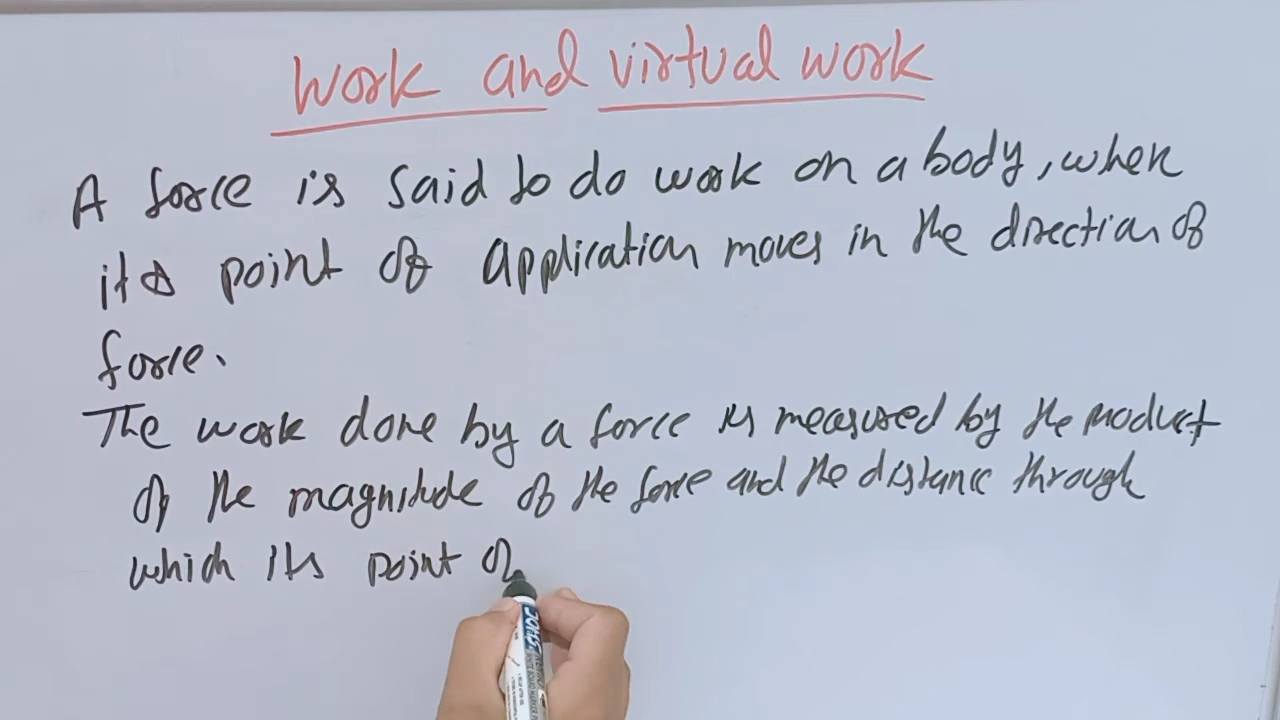 Work and virtual work
A force is said to do work on a body, when
its point of application moves in the direction of
force.
The work done by a force is measured by the product
of the magnitude of the force and the distance through
which its point of